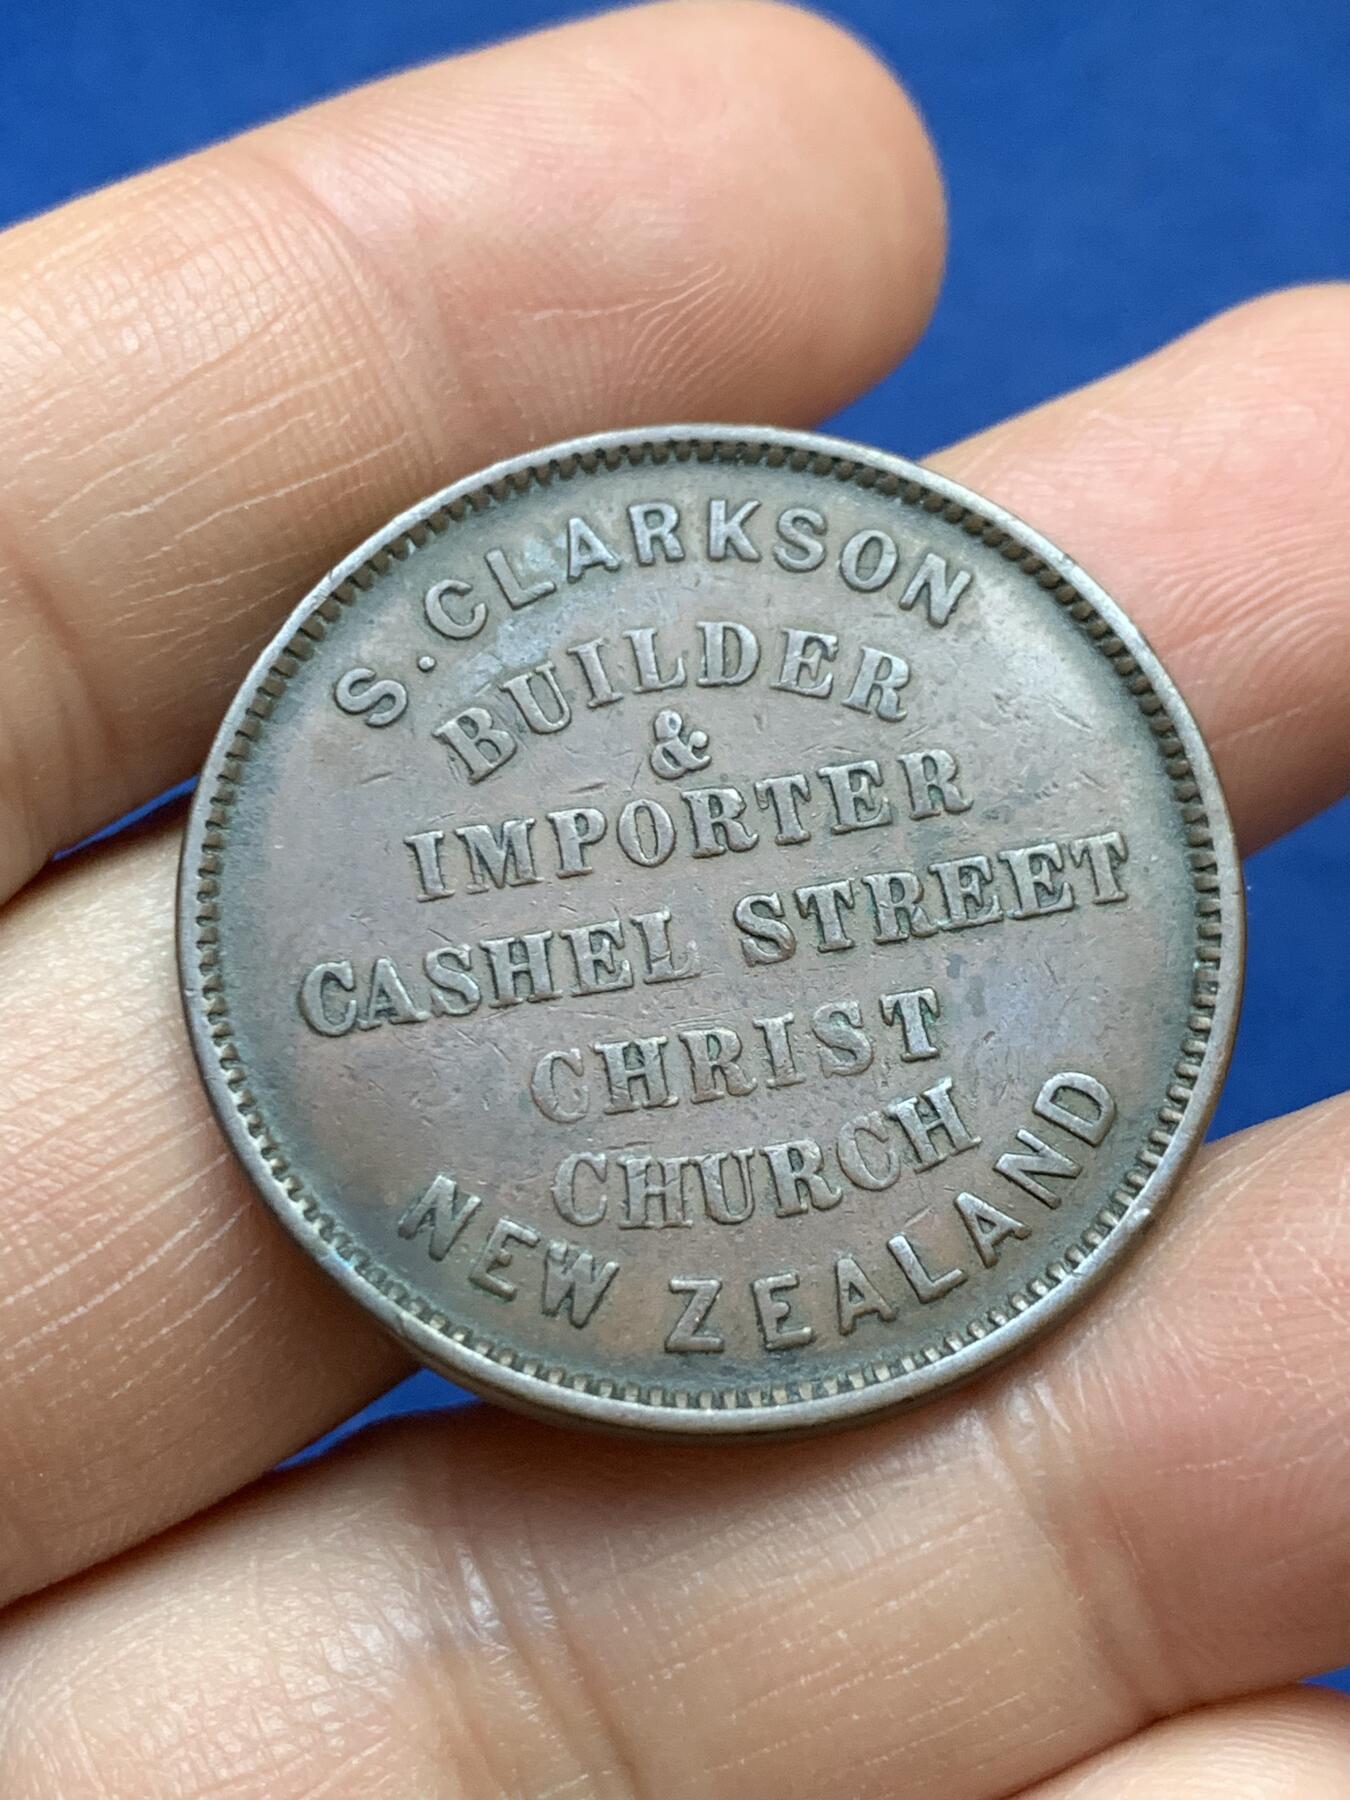 S. CLARKSON
BUILDER
&
IMPORTER
CASHEL STREET
CHRIST
CHURCH
NEW ZEALAND